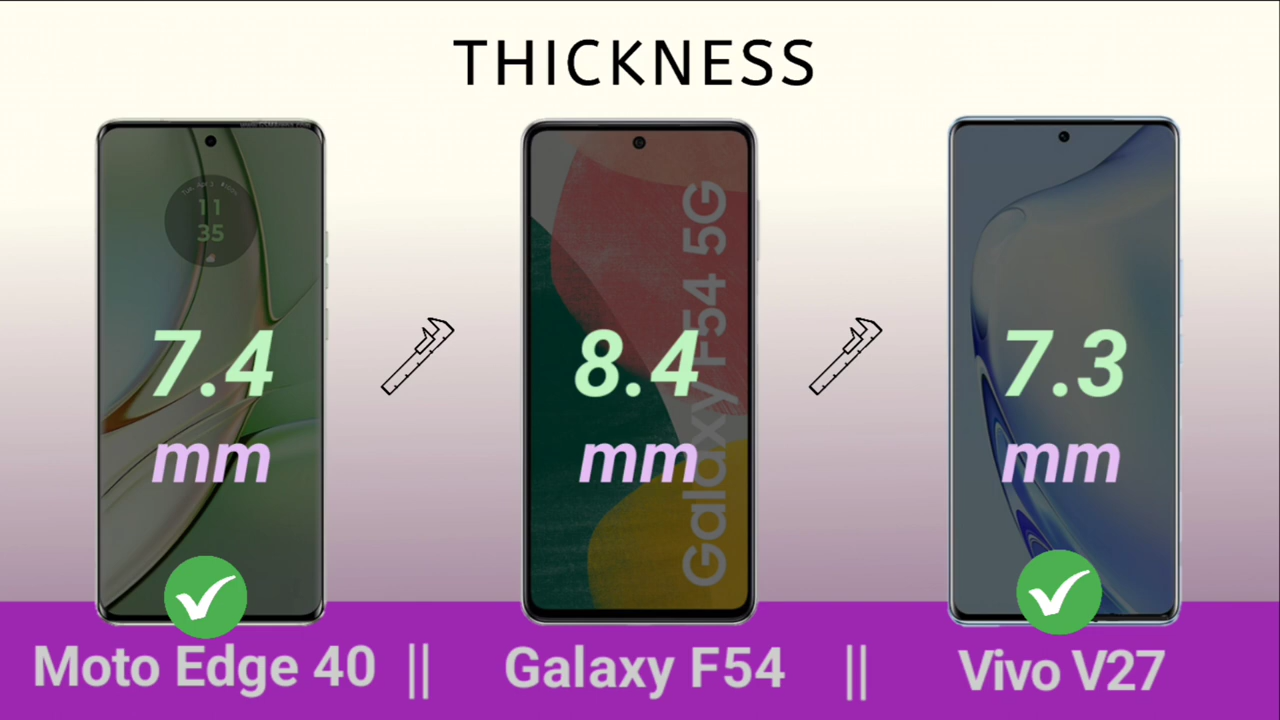 THICKNESS
11
35
Galaxy F54 5G
7.4
mm
8.4
mm
7.3
mm
Moto Edge 40 || Galaxy F54 || Vivo V27